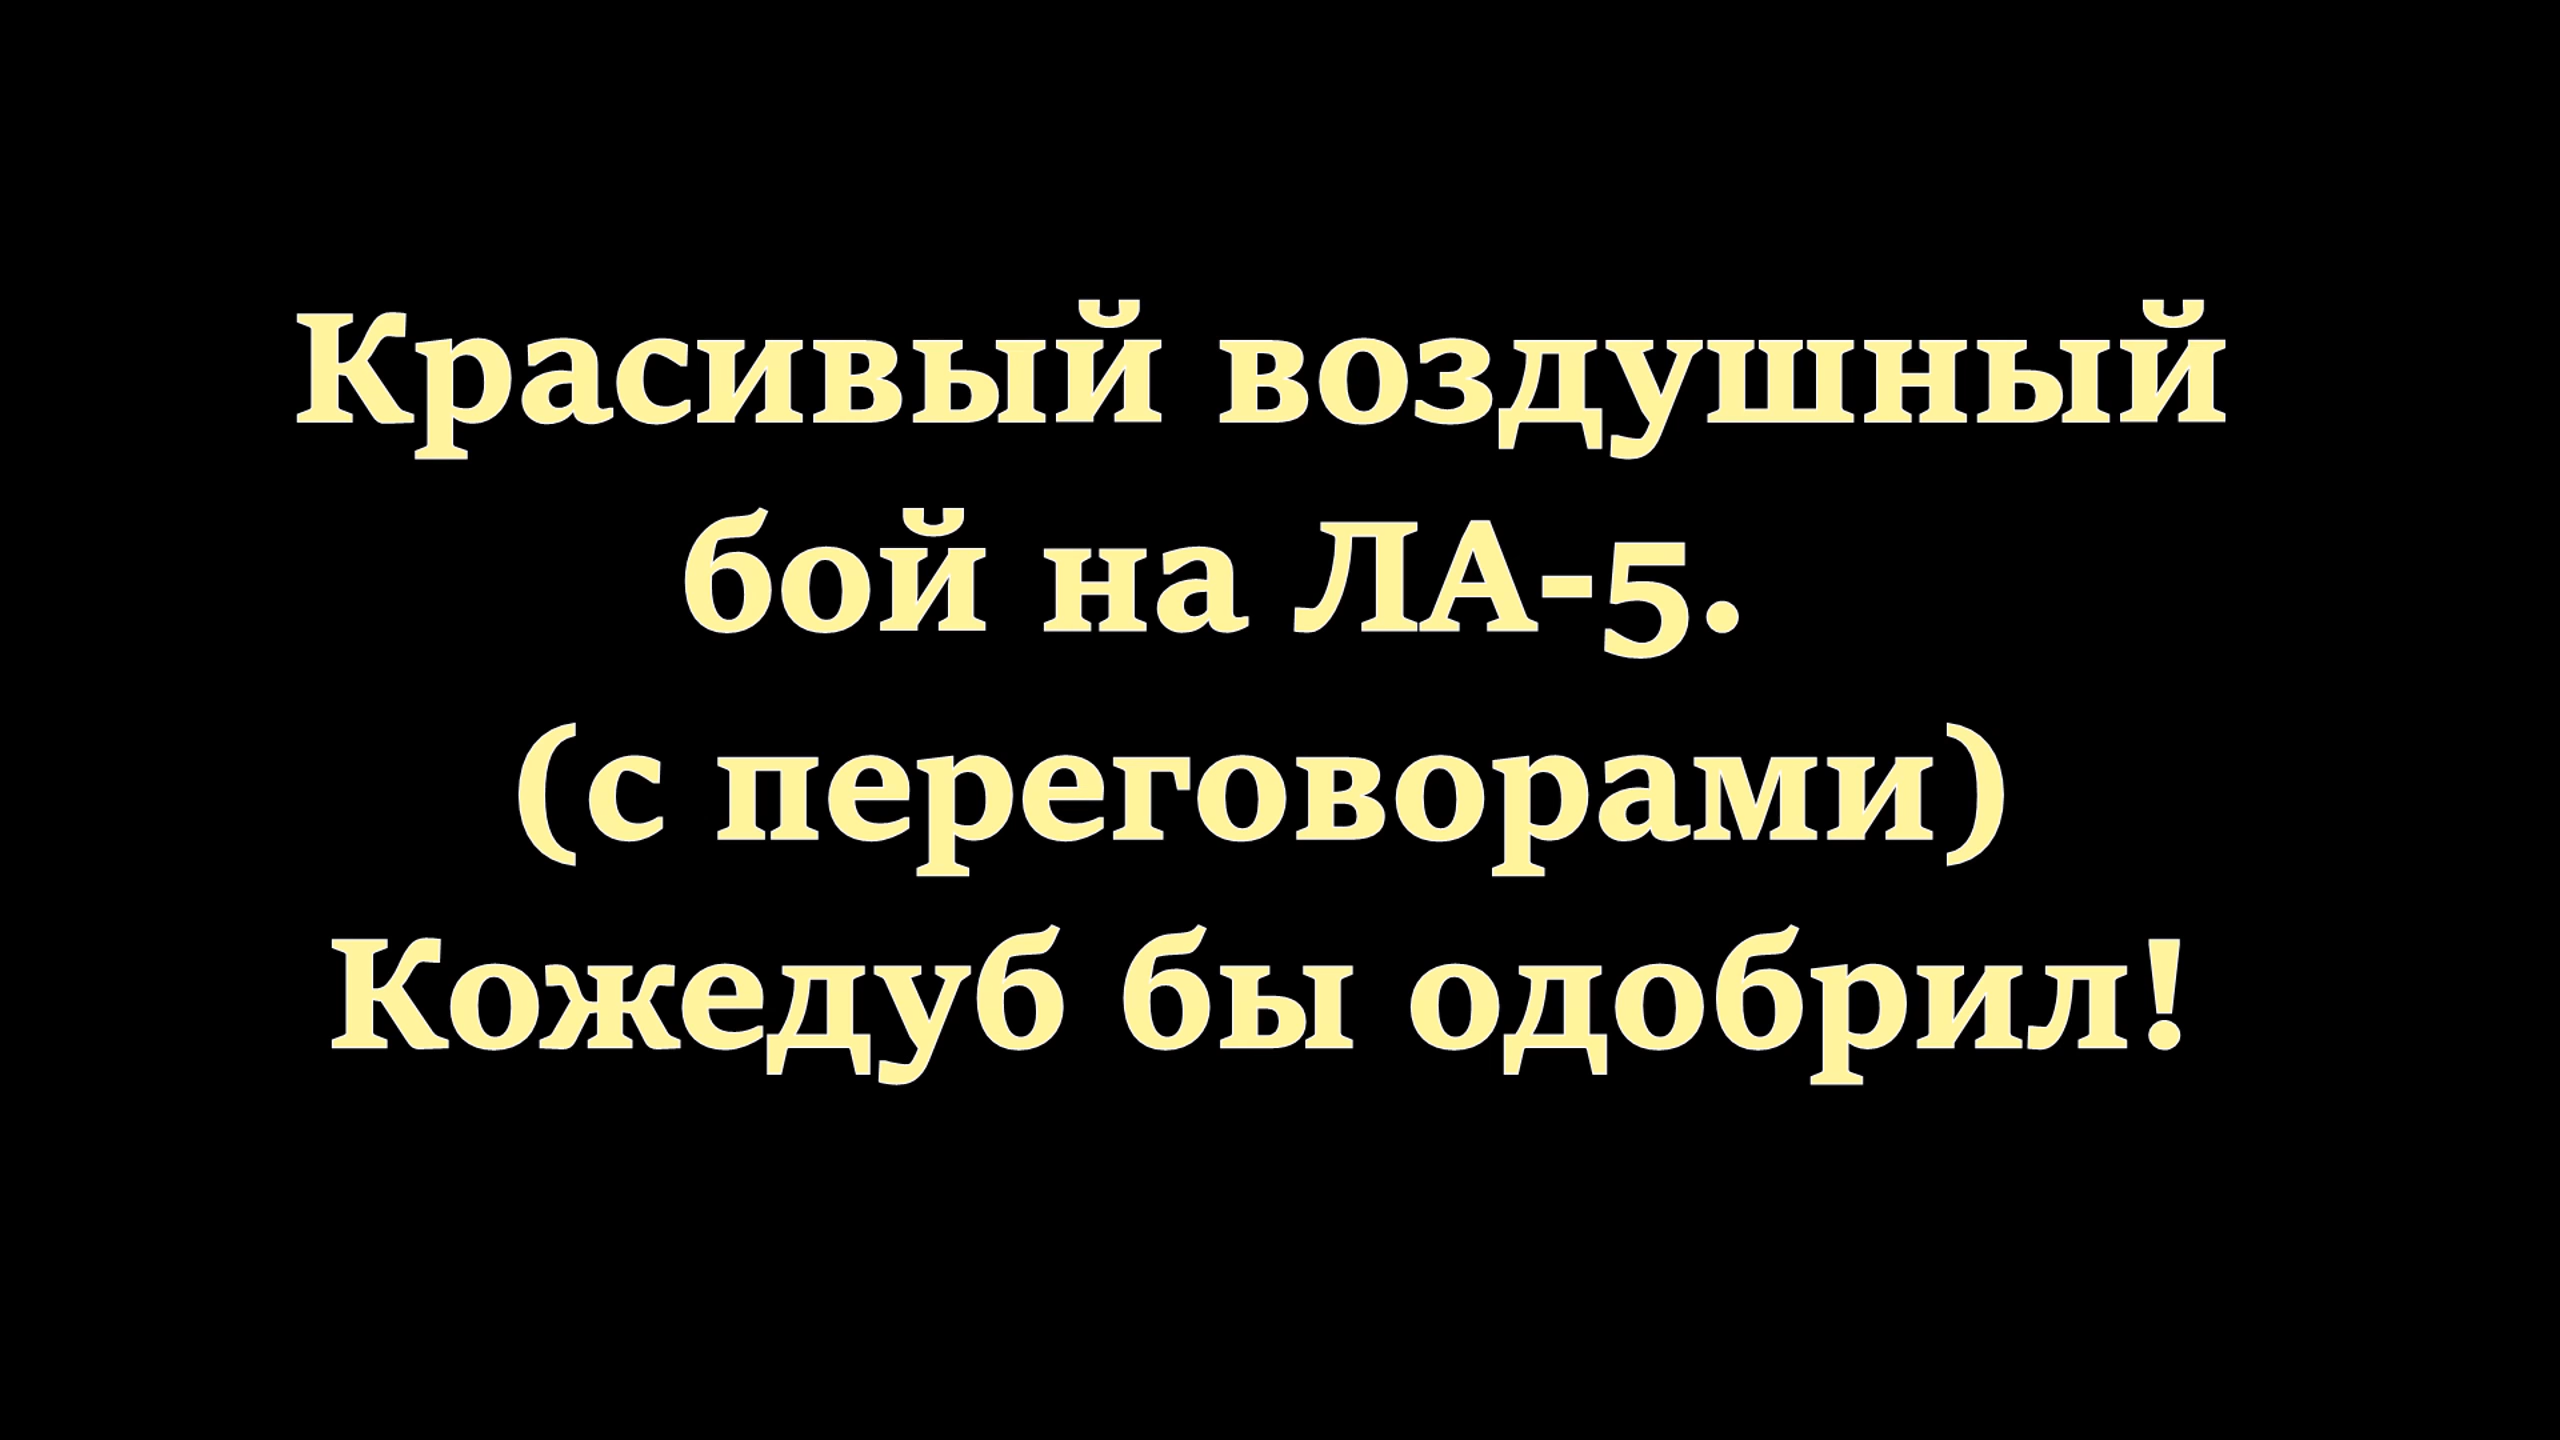 Красивый воздушный
бой на ЛА-5.
(с переговорами)
Кожедуб бы одобрил!